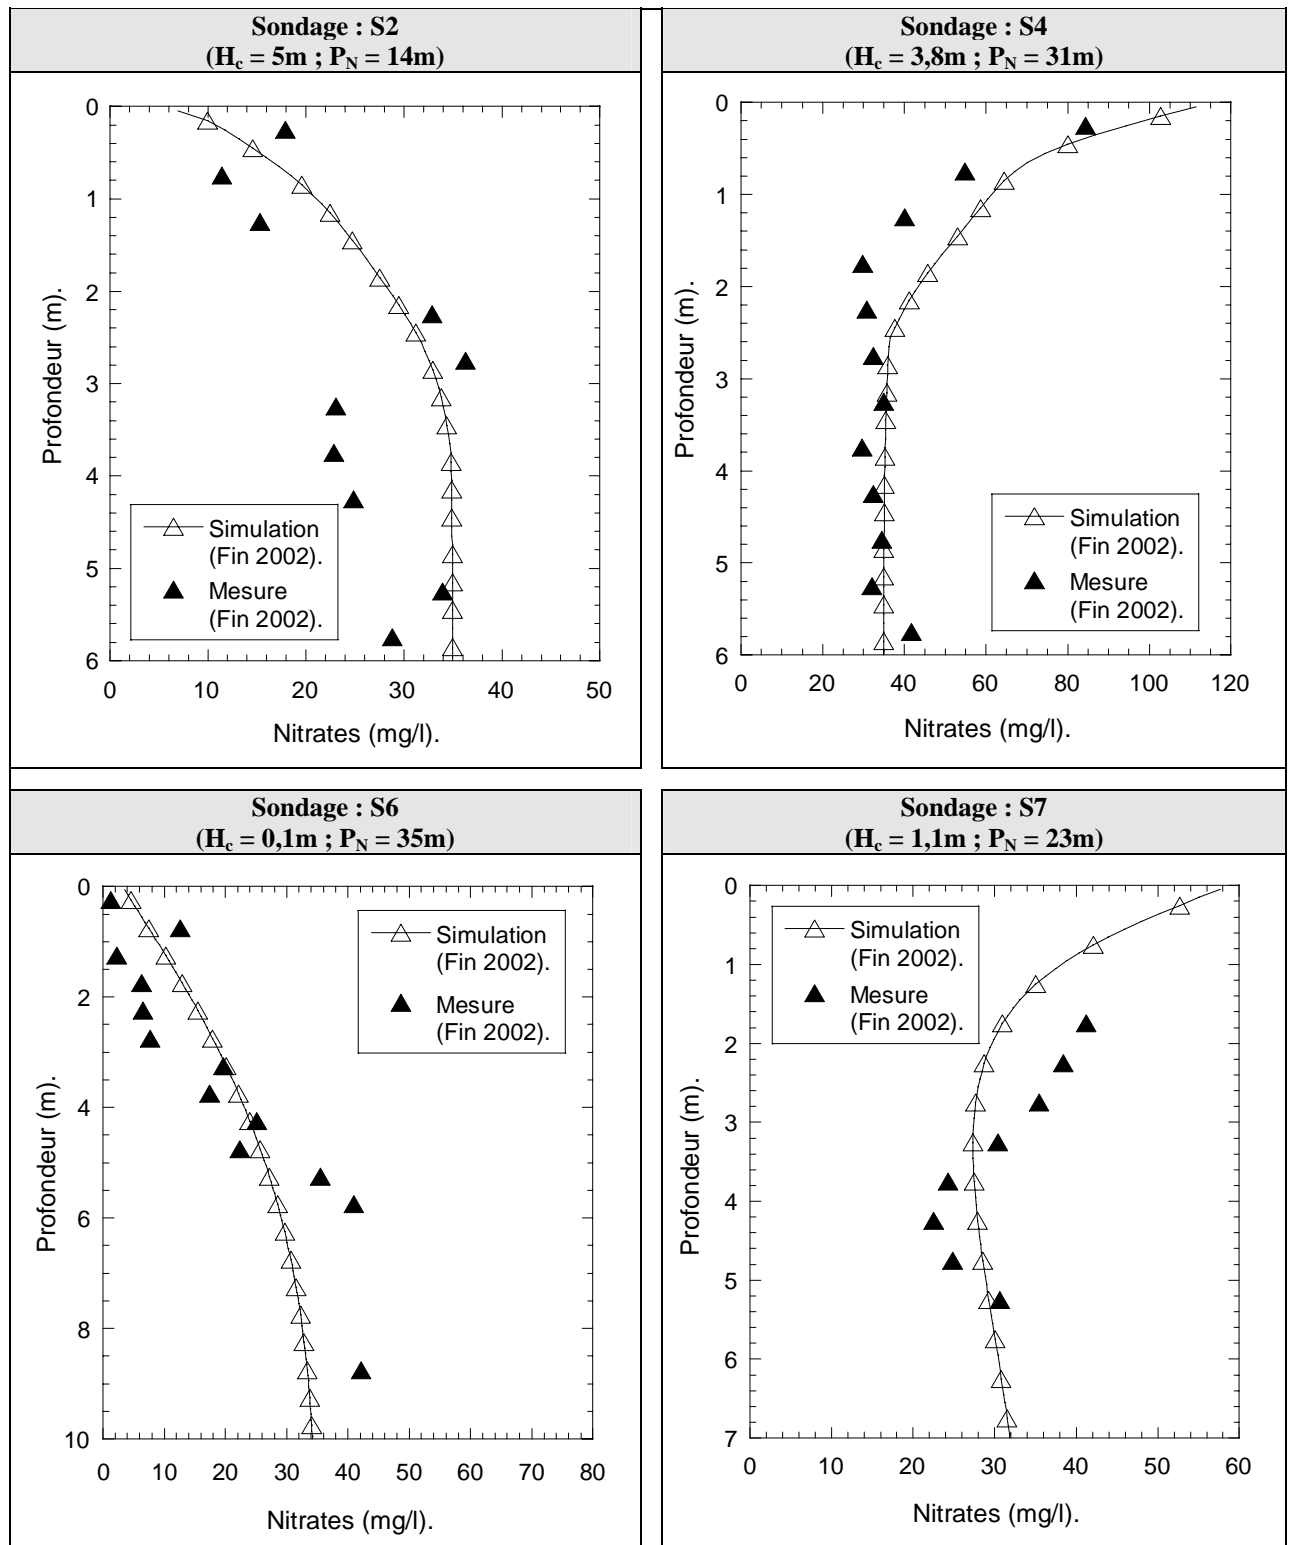 Sondage : S2
(Hc = 5m ; PN = 14m)
0
1
2
3
4
5
6
0 10 20 30 40 50
Profondeur (m).
Nitrates (mg/l).
Simulation
(Fin 2002).
Mesure
(Fin 2002).
Sondage : S4
(Hc = 3,8m ; PN = 31m)
0
1
2
3
4
5
6
0 20 40 60 80 100 120
Profondeur (m).
Nitrates (mg/l).
Simulation
(Fin 2002).
Mesure
(Fin 2002).
Sondage : S6
(Hc = 0,1m ; PN = 35m)
0
2
4
6
8
10
0 10 20 30 40 50 60 70 80
Profondeur (m).
Nitrates (mg/l).
Simulation
(Fin 2002).
Mesure
(Fin 2002).
Sondage : S7
(Hc = 1,1m ; PN = 23m)
0
1
2
3
4
5
6
7
0 10 20 30 40 50 60
Profondeur (m).
Nitrates (mg/l).
Simulation
(Fin 2002).
Mesure
(Fin 2002).